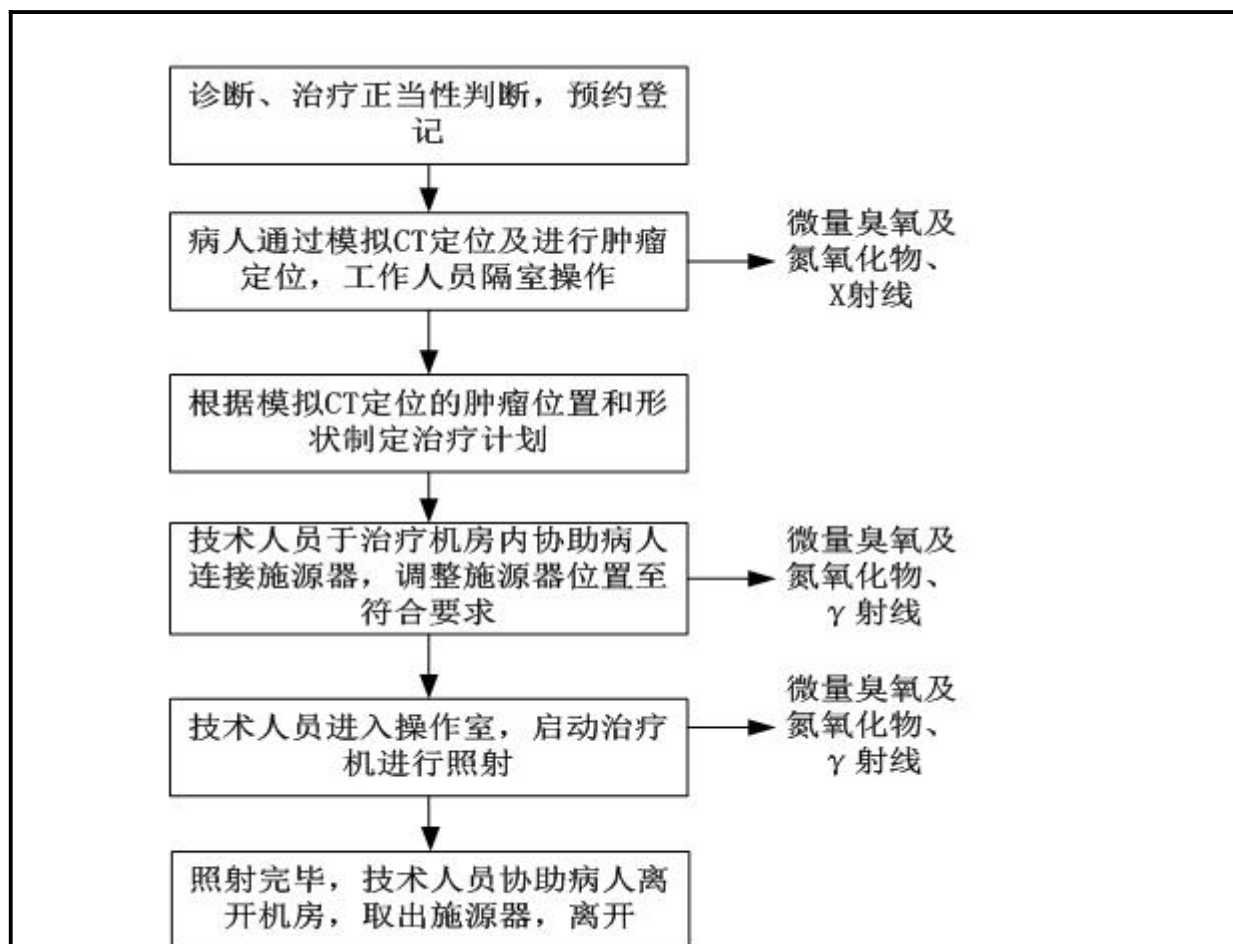 诊断、治疗正当性判断，预约登
记
病人通过模拟CT定位及进行肿瘤
定位，工作人员隔室操作
微量臭氧及
氮氧化物、
X射线
根据模拟CT定位的肿瘤位置和形
状制定治疗计划
技术人员于治疗机房内协助病人
连接施源器，调整施源器位置至
符合要求
微量臭氧及
氮氧化物、
γ射线
技术人员进入操作室，启动治疗
机进行照射
微量臭氧及
氮氧化物、
γ射线
照射完毕，技术人员协助病人离
开机房，取出施源器，离开